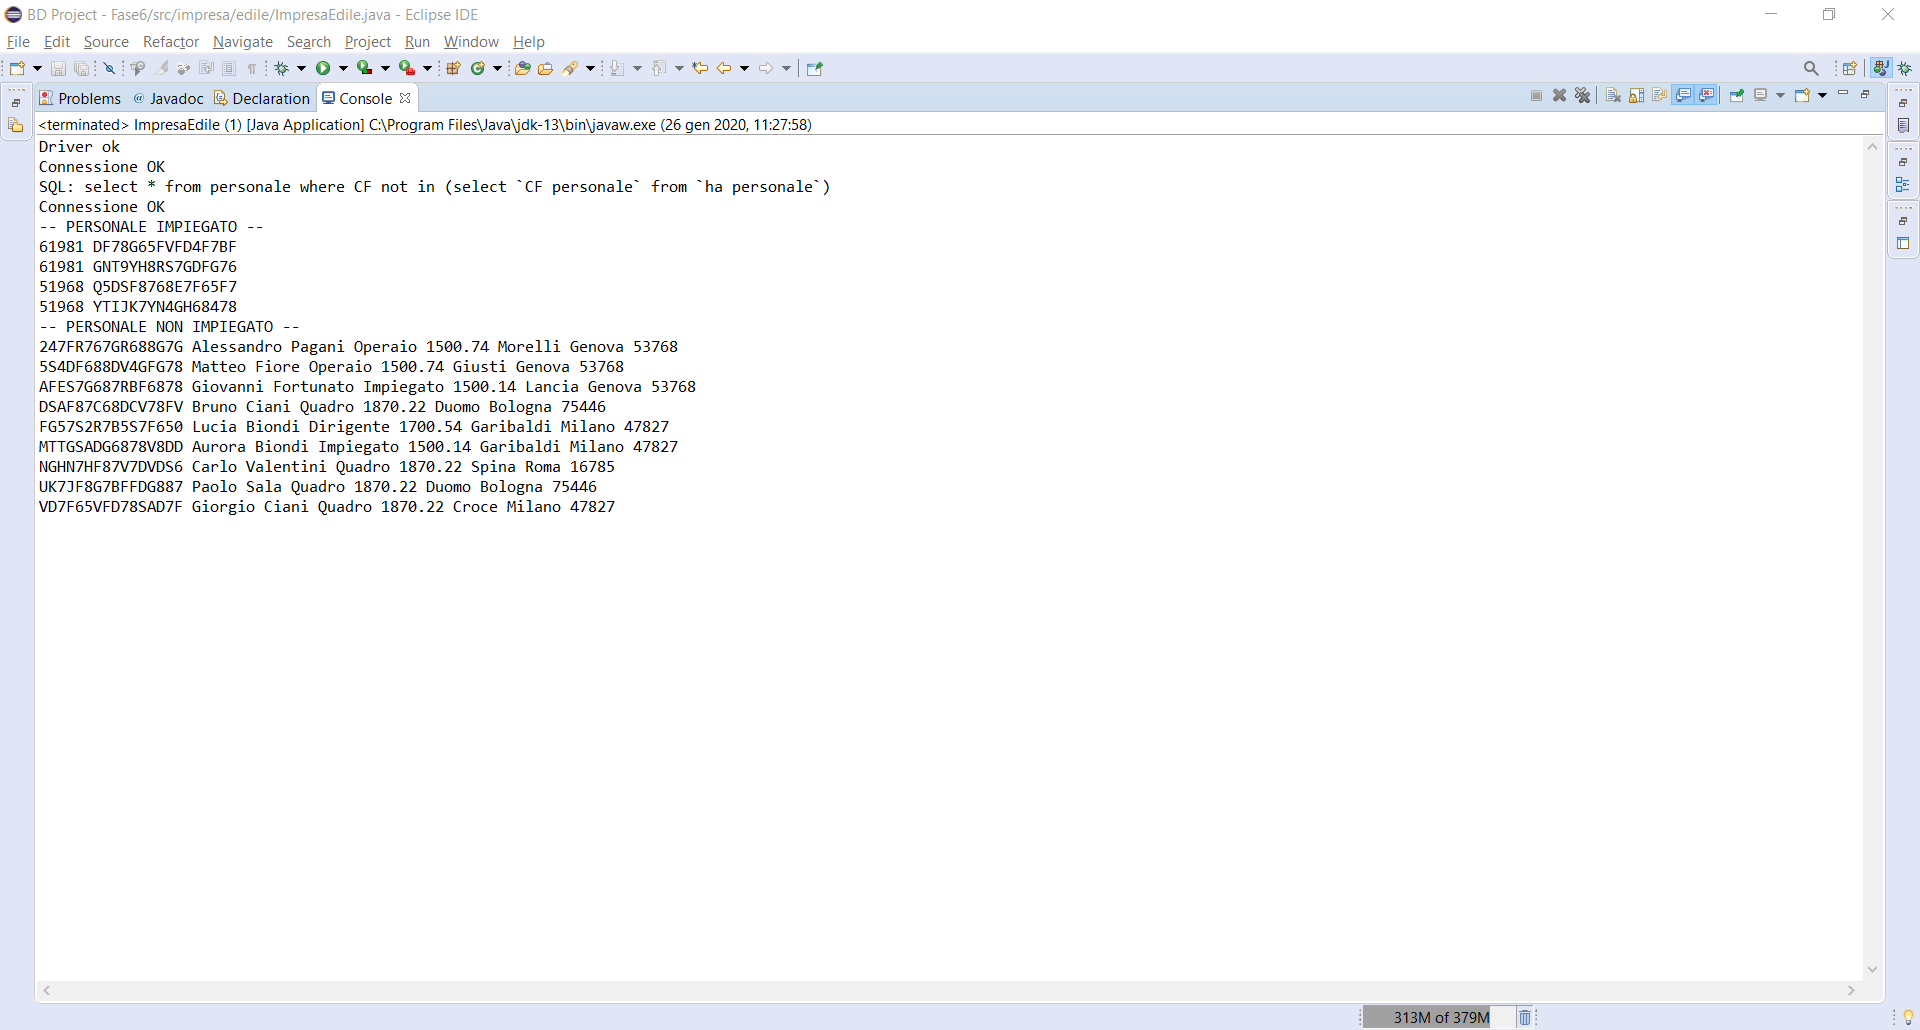 BD Project - Fase6/src/impresa/edile/ImpresaEdile.java - Eclipse IDE
File Edit Source Refactor Navigate Search Project Run Window Help
Problems @ Javadoc Declaration Console
<terminated> ImpresaEdile (1) [Java Application] C:\Program Files\Java\jdk-13\bin\javaw.exe (26 gen 2020, 11:27:58)
Driver ok
Connessione OK
SQL: select * from personale where CF not in (select `CF personale` from `ha personale`)
Connessione OK
-- PERSONALE IMPIEGATO --
61981 DF78G65FVFD4F7BF
61981 GNT9YH8RS7GDFG76
51968 Q5DSF8768E7F65F7
51968 YTIJK7YN4GH68478
-- PERSONALE NON IMPIEGATO --
247FR767GR688G7G Alessandro Pagani Operaio 1500.74 Morelli Genova 53768
5S4DF688DV4GFG78 Matteo Fiore Operaio 1500.74 Giusti Genova 53768
AFES7G687RBF6878 Giovanni Fortunato Impiegato 1500.14 Lancia Genova 53768
DSAF87C68DCV78FV Bruno Ciani Quadro 1870.22 Duomo Bologna 75446
FG57S2R7B5S7F650 Lucia Biondi Dirigente 1700.54 Garibaldi Milano 47827
MTTGSADG6878V8DD Aurora Biondi Impiegato 1500.14 Garibaldi Milano 47827
NGHN7HF87V7DVDS6 Carlo Valentini Quadro 1870.22 Spina Roma 16785
UK7JF8G7BFFDG887 Paolo Sala Quadro 1870.22 Duomo Bologna 75446
VD7F65VFD78SAD7F Giorgio Ciani Quadro 1870.22 Croce Milano 47827
313M of 379M